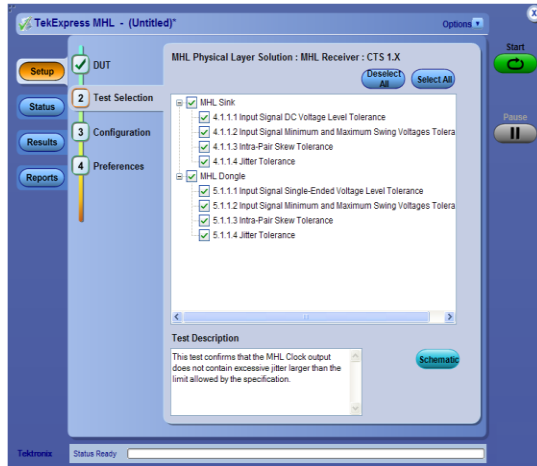 TekExpress MHL - (Untitled)*
Options
x
Setup
Status
Results
Reports
DUT
2 Test Selection
3 Configuration
4 Preferences
MHL Physical Layer Solution : MHL Receiver : CTS 1.X
Deselect
All
Select All
MHL Sink
4.1.1.1 Input Signal DC Voltage Level Tolerance
4.1.1.2 Input Signal Minimum and Maximum Swing Voltages Tolera
4.1.1.3 Intra-Pair Skew Tolerance
4.1.1.4 Jitter Tolerance
MHL Dongle
5.1.1.1 Input Signal Single-Ended Voltage Level Tolerance
5.1.1.2 Input Signal Minimum and Maximum Swing Voltages Tolera
5.1.1.3 Intra-Pair Skew Tolerance
5.1.1.4 Jitter Tolerance
Test Description
This test confirms that the MHL Clock output
does not contain excessive jitter larger than the
limit allowed by the specification.
Schematic
Start
Pause
Tektronix
Status Ready